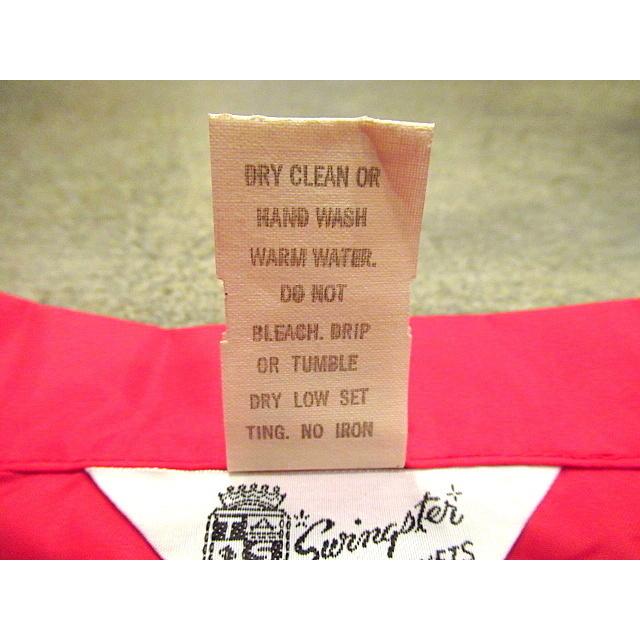 DRY CLEAN OR
HAND WASH
WARM WATER.
DO NOT
BLEACH. DRIP
OR TUMBLE
DRY LOW SET
TING. NO IRON
Swingster